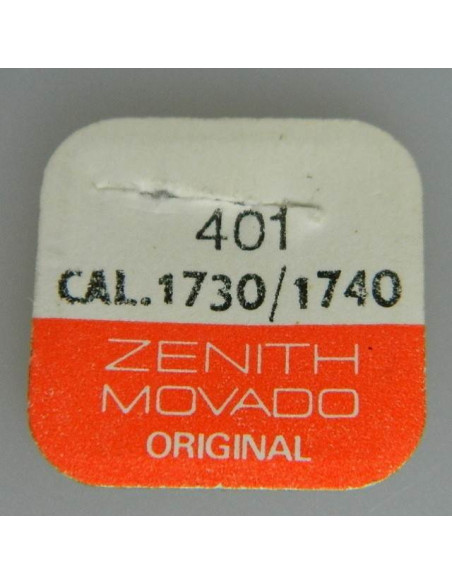 401
CAL.1730/1740
ZENITH
MOVADO
ORIGINAL